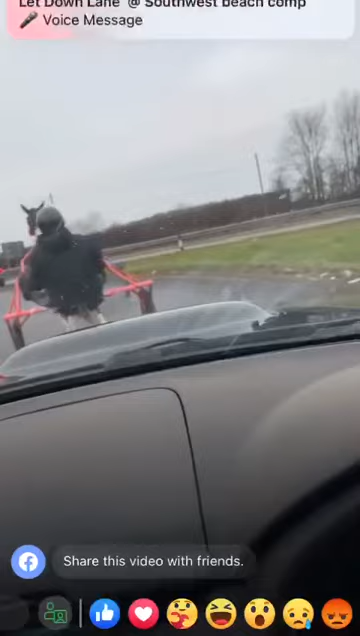 Let Down Lane @ Southwest beach comp
Voice Message
Share this video with friends.